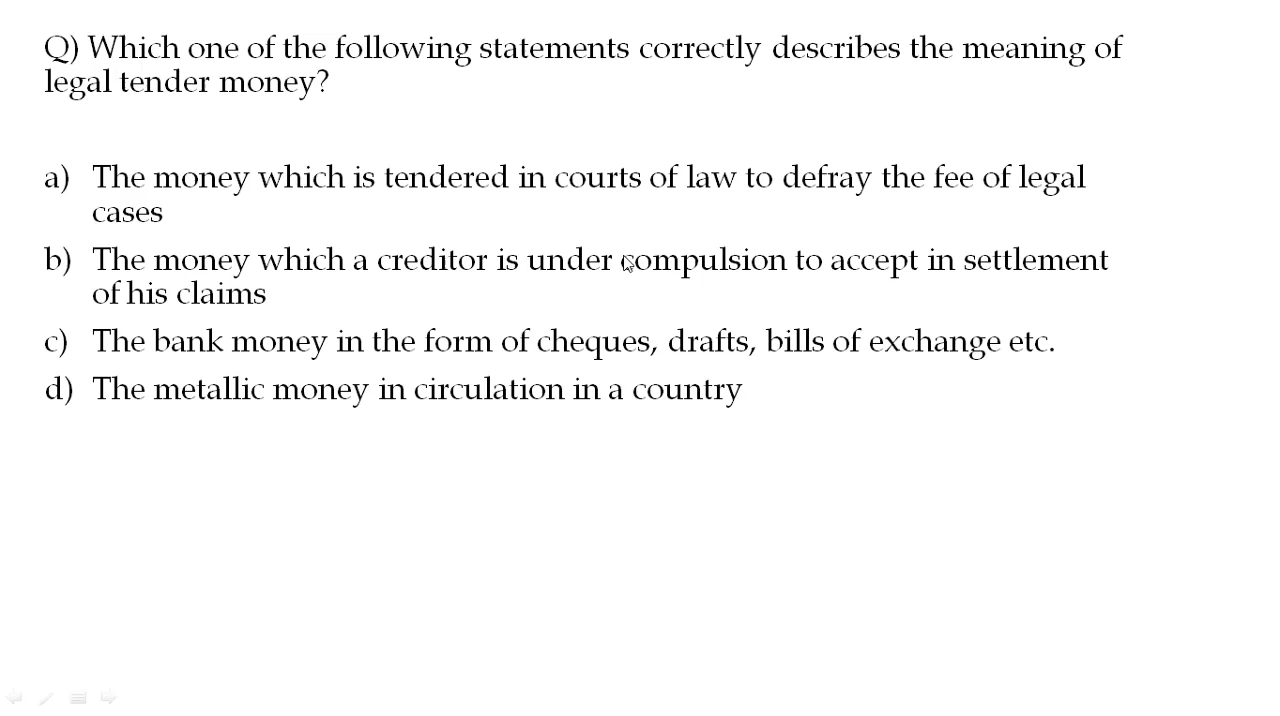 Q) Which one of the following statements correctly describes the meaning of
legal tender money?
a) The money which is tendered in courts of law to defray the fee of legal
cases
b) The money which a creditor is under compulsion to accept in settlement
of his claims
c) The bank money in the form of cheques, drafts, bills of exchange etc.
d) The metallic money in circulation in a country